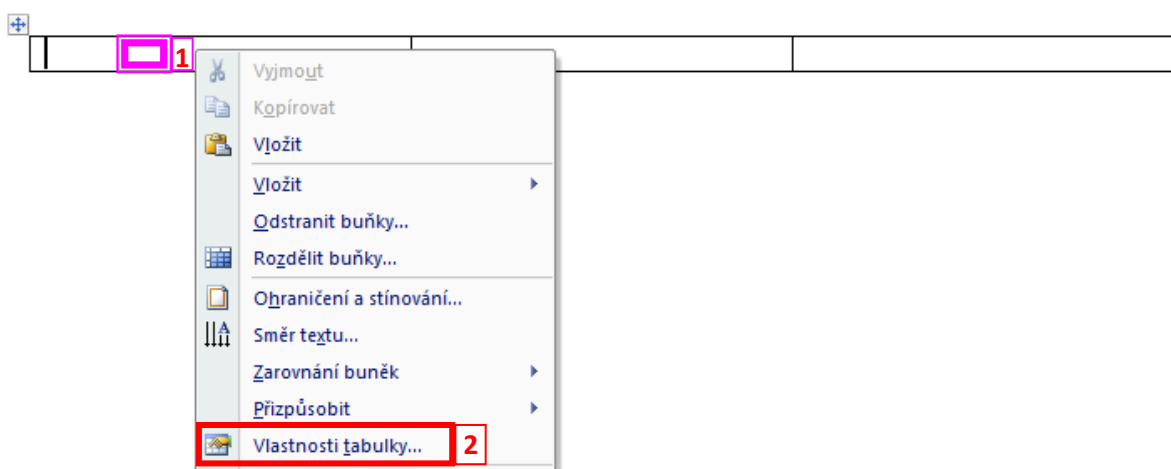 1
Vyjmout
Kopírovat
Vložit
Vložit
Odstranit buňky...
Rozdělit buňky...
Ohraničení a stínování...
Směr textu...
Zarovnání buněk
Přizpůsobit
Vlastnosti tabulky... 2